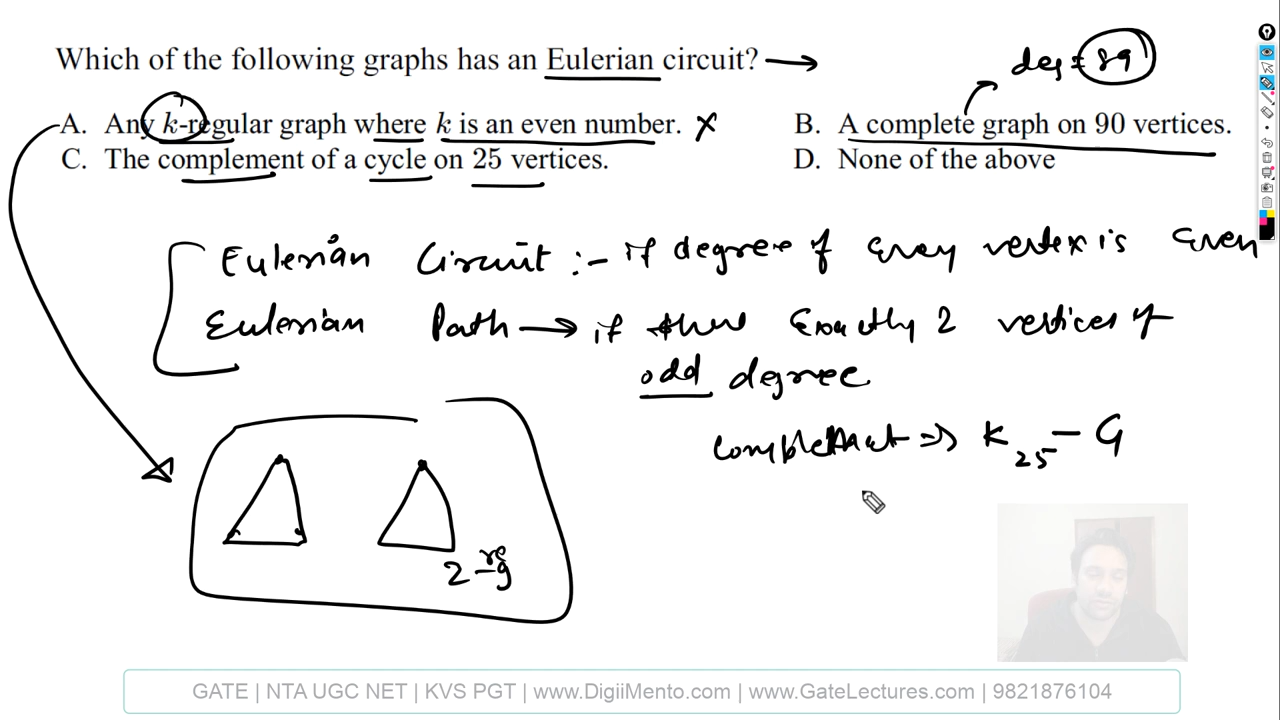 Which of the following graphs has an Eulerian circuit?
deg = 89
A. Any k-regular graph where k is an even number. x
B. A complete graph on 90 vertices.
C. The complement of a cycle on 25 vertices.
D. None of the above
Eulerian Circuit :- if degree of every vertex is Even
Eulerian Path → if there Exactly 2 vertices of
odd degree
complement ⇒ K25 - G
2-reg
GATE | NTA UGC NET | KVS PGT | www.DigiiMento.com | www.GateLectures.com | 9821876104